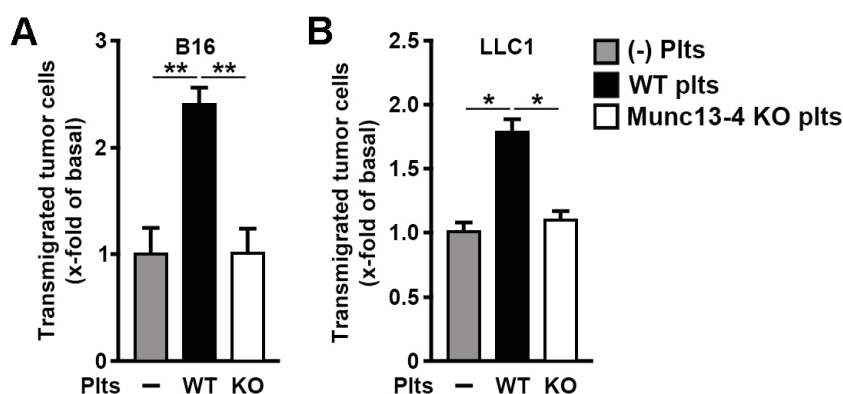 A
B16
** **
Transmigrated tumor cells
(x-fold of basal)
3
2
1
0
Plts – WT KO
B
LLC1
* *
Transmigrated tumor cells
(x-fold of basal)
2.5
2.0
1.5
1.0
0.5
0
Plts – WT KO
(-) Plts
WT plts
Munc13-4 KO plts